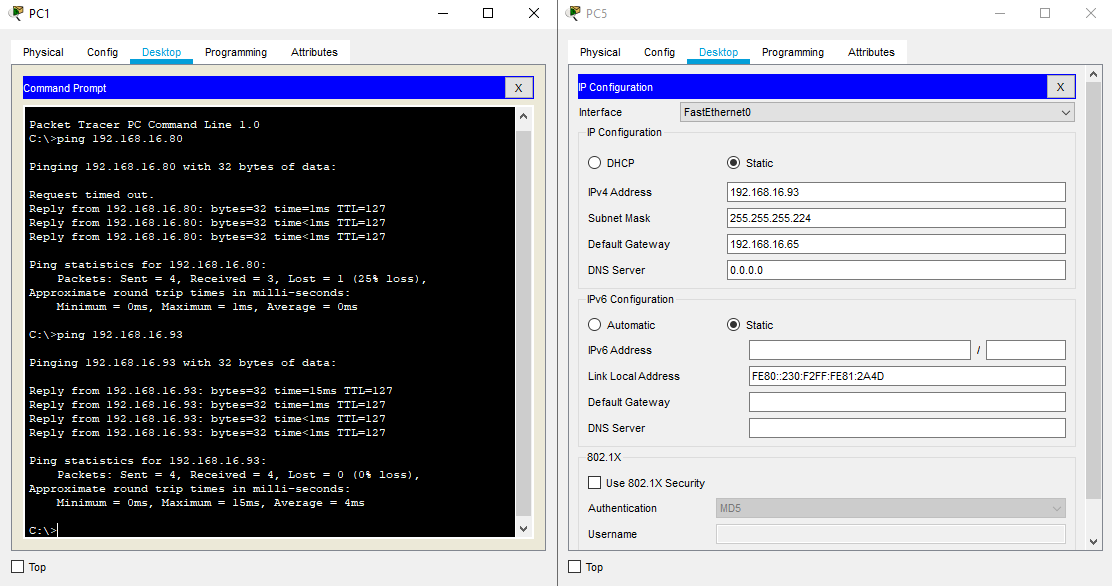 PC1
Physical Config Desktop Programming Attributes
Command Prompt X
Packet Tracer PC Command Line 1.0
C:\>ping 192.168.16.80
Pinging 192.168.16.80 with 32 bytes of data:
Request timed out.
Reply from 192.168.16.80: bytes=32 time=1ms TTL=127
Reply from 192.168.16.80: bytes=32 time<1ms TTL=127
Reply from 192.168.16.80: bytes=32 time<1ms TTL=127
Ping statistics for 192.168.16.80:
Packets: Sent = 4, Received = 3, Lost = 1 (25% loss),
Approximate round trip times in milli-seconds:
Minimum = 0ms, Maximum = 1ms, Average = 0ms
C:\>ping 192.168.16.93
Pinging 192.168.16.93 with 32 bytes of data:
Reply from 192.168.16.93: bytes=32 time=15ms TTL=127
Reply from 192.168.16.93: bytes=32 time=1ms TTL=127
Reply from 192.168.16.93: bytes=32 time<1ms TTL=127
Reply from 192.168.16.93: bytes=32 time<1ms TTL=127
Ping statistics for 192.168.16.93:
Packets: Sent = 4, Received = 4, Lost = 0 (0% loss),
Approximate round trip times in milli-seconds:
Minimum = 0ms, Maximum = 15ms, Average = 4ms
C:\>
Top
PC5
Physical Config Desktop Programming Attributes
IP Configuration X
Interface FastEthernet0
IP Configuration
DHCP Static
IPv4 Address 192.168.16.93
Subnet Mask 255.255.255.224
Default Gateway 192.168.16.65
DNS Server 0.0.0.0
IPv6 Configuration
Automatic Static
IPv6 Address /
Link Local Address FE80::230:F2FF:FE81:2A4D
Default Gateway
DNS Server
802.1X
Use 802.1X Security
Authentication MD5
Username
Top